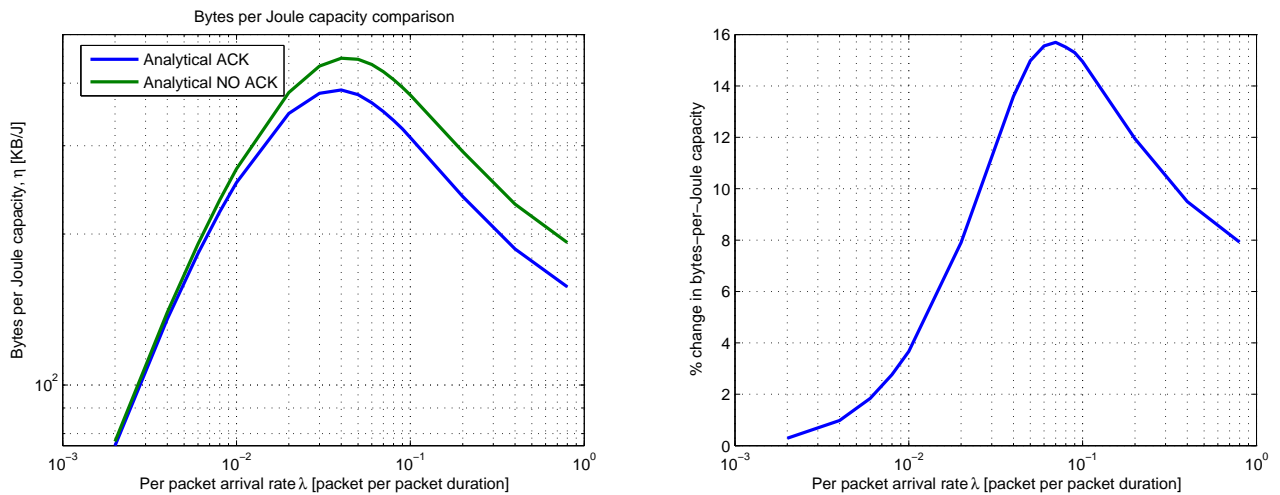 Bytes per Joule capacity comparison
Analytical ACK
Analytical NO ACK
Bytes per Joule capacity, η [KB/J]
10²
10⁻³ 10⁻² 10⁻¹ 10⁰
Per packet arrival rate λ [packet per packet duration]
% change in bytes−per−Joule capacity
16
14
12
10
8
6
4
2
0
10⁻³ 10⁻² 10⁻¹ 10⁰
Per packet arrival rate λ [packet per packet duration]